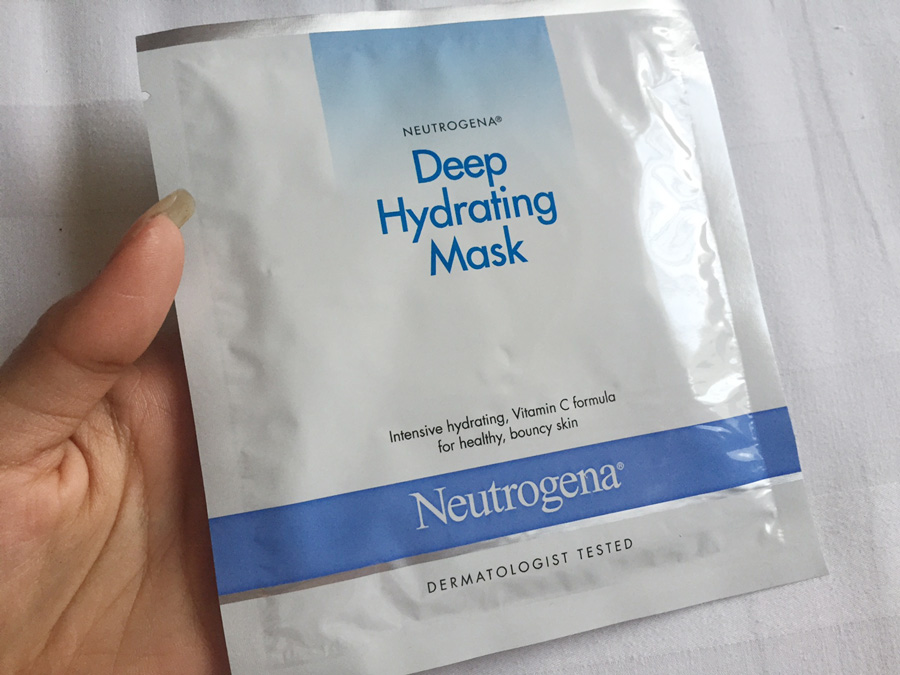 NEUTROGENA®
Deep
Hydrating
Mask
Intensive hydrating, Vitamin C formula
for healthy, bouncy skin
Neutrogena®
DERMATOLOGIST TESTED